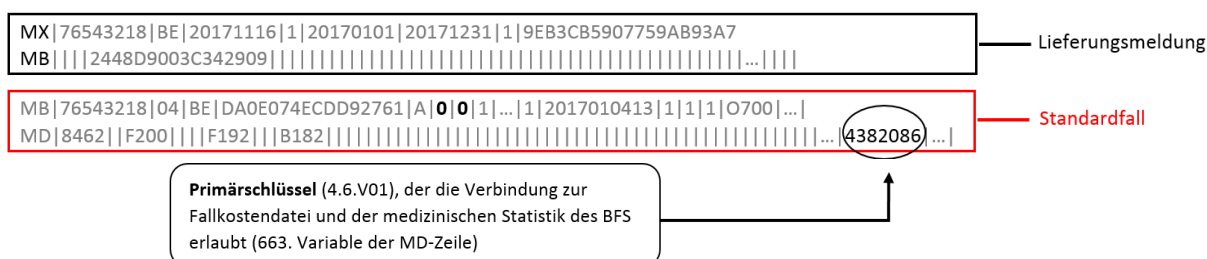 MX|76543218|BE|20171116|1|20170101|20171231|1|9EB3CB5907759AB93A7
MB||||2448D9003C342909|||||||||||||||||||||||||||||||||||||||||||||||||...||||
Lieferungsmeldung
MB|76543218|04|BE|DA0E074ECDD92761|A|0|0|1|...|1|2017010413|1|1|1|O700|...|
MD|8462||F200||||F192|||B182||||||||||||||||||||||||||||||||||||||||||||||||||...|4382086|...|
Standardfall
Primärschlüssel (4.6.V01), der die Verbindung zur
Fallkostendatei und der medizinischen Statistik des BFS
erlaubt (663. Variable der MD-Zeile)